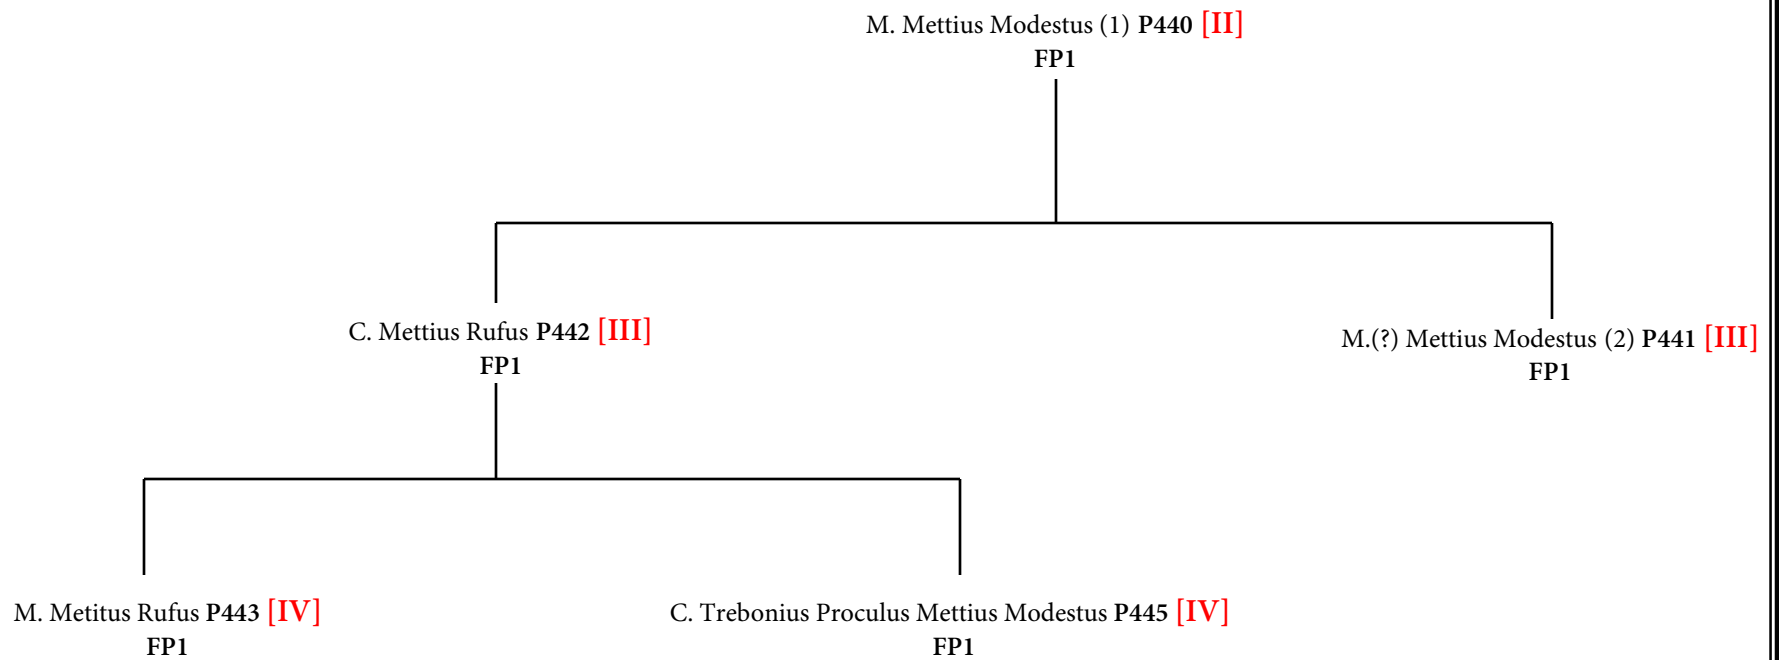 M. Mettius Modestus (1) P440 [II]
FP1
C. Mettius Rufus P442 [III]
FP1
M.(?) Mettius Modestus (2) P441 [III]
FP1
M. Metitus Rufus P443 [IV]
FP1
C. Trebonius Proculus Mettius Modestus P445 [IV]
FP1